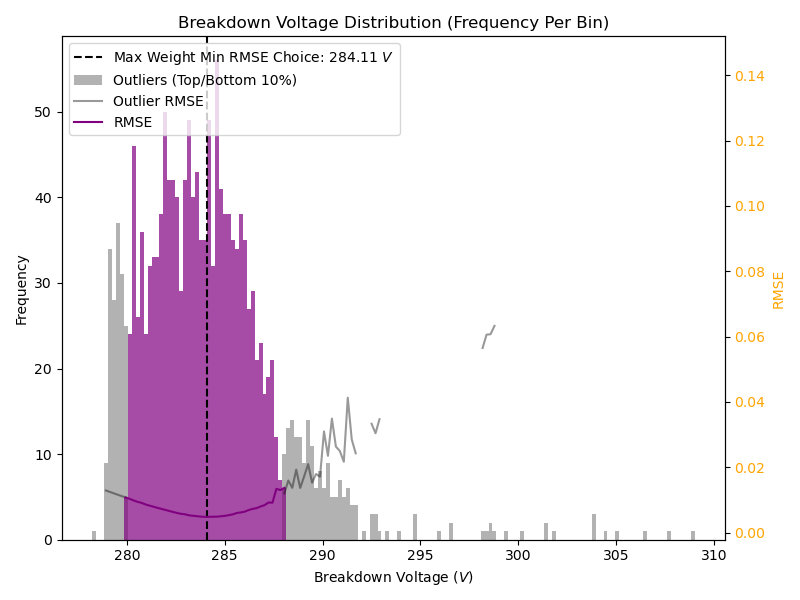 Breakdown Voltage Distribution (Frequency Per Bin)
Max Weight Min RMSE Choice: 284.11 V
Outliers (Top/Bottom 10%)
Outlier RMSE
RMSE
Frequency
0
10
20
30
40
50
280
285
290
295
300
305
310
Breakdown Voltage (V)
0.14
0.12
0.10
0.08
0.06
0.04
0.02
0.00
RMSE